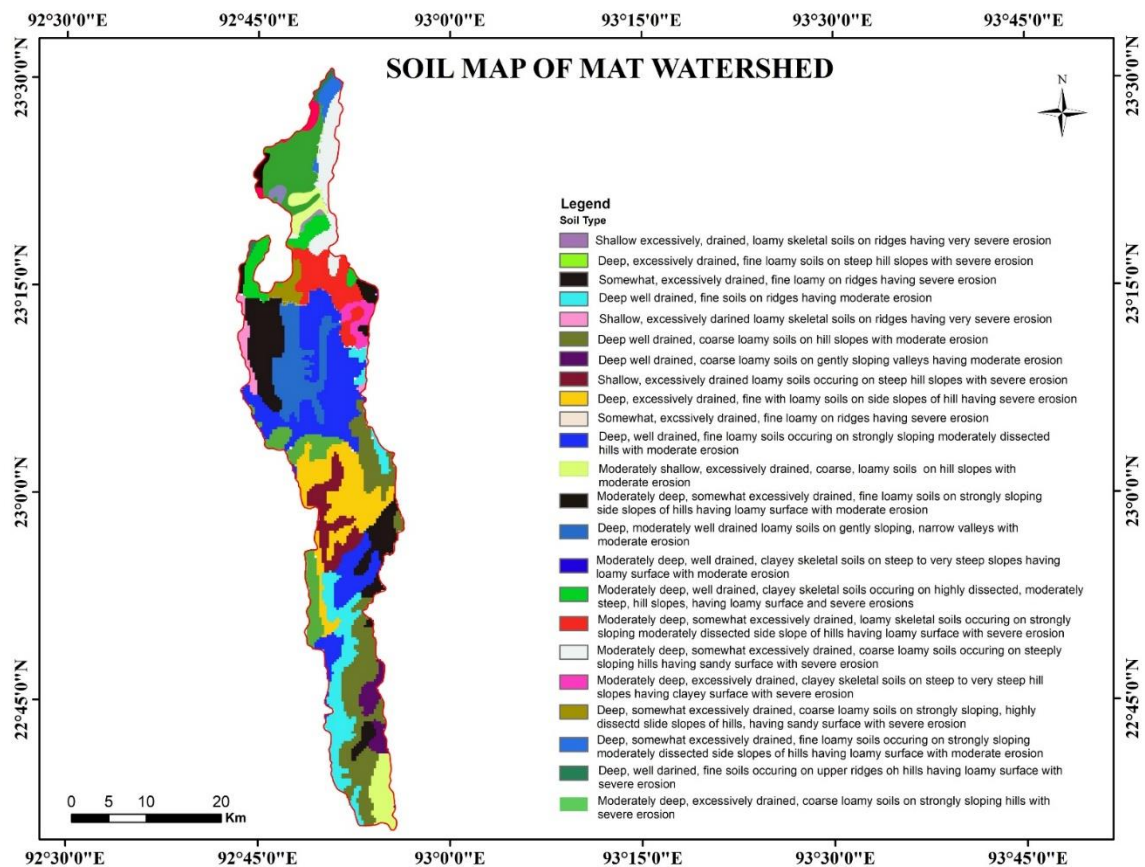 92°30'0"E 92°45'0"E 93°0'0"E 93°15'0"E 93°30'0"E 93°45'0"E
SOIL MAP OF MAT WATERSHED
N
23°30'0"N 23°30'0"N
23°15'0"N 23°15'0"N
23°0'0"N 23°0'0"N
22°45'0"N 22°45'0"N
Legend
Soil Type
Shallow excessively, drained, loamy skeletal soils on ridges having very severe erosion
Deep, excessively drained, fine loamy soils on steep hill slopes with severe erosion
Somewhat, excessively drained, fine loamy on ridges having severe erosion
Deep well drained, fine soils on ridges having moderate erosion
Shallow, excessively darined loamy skeletal soils on ridges having very severe erosion
Deep well drained, coarse loamy soils on hill slopes with moderate erosion
Deep well drained, coarse loamy soils on gently sloping valleys having moderate erosion
Shallow, excessively drained loamy soils occuring on steep hill slopes with severe erosion
Deep, excessively drained, fine with loamy soils on side slopes of hill having severe erosion
Somewhat, excssively drained, fine loamy on ridges having severe erosion
Deep, well drained, fine loamy soils occuring on strongly sloping moderately dissected
hills with moderate erosion
Moderately shallow, excessively drained, coarse, loamy soils on hill slopes with
moderate erosion
Moderately deep, somewhat excessively drained, fine loamy soils on strongly sloping
side slopes of hills having loamy surface with moderate erosion
Deep, moderately well drained loamy soils on gently sloping, narrow valleys with
moderate erosion
Moderately deep, well drained, clayey skeletal soils on steep to very steep slopes having
loamy surface with moderate erosion
Moderately deep, well drained, clayey skeletal soils occuring on highly dissected, moderately
steep, hill slopes, having loamy surface and severe erosions
Moderately deep, somewhat excessively drained, loamy skeletal soils occuring on strongly
sloping moderately dissected side slope of hills having loamy surface with severe erosion
Moderately deep, somewhat excessively drained, coarse loamy soils occuring on steeply
sloping hills having sandy surface with severe erosion
Moderately deep, excessively drained, clayey skeletal soils on steep to very steep hill
slopes having clayey surface with severe erosion
Deep, somewhat excessively drained, coarse loamy soils on strongly sloping, highly
dissectd slide slopes of hills, having sandy surface with severe erosion
Deep, somewhat excessively drained, fine loamy soils occuring on strongly sloping
moderately dissected side slopes of hills having loamy surface with moderate erosion
Deep, well darined, fine soils occuring on upper ridges oh hills having loamy surface with
severe erosion
Moderately deep, excessively drained, coarse loamy soils on strongly sloping hills with
severe erosion
0 5 10 20
Km
92°30'0"E 92°45'0"E 93°0'0"E 93°15'0"E 93°30'0"E 93°45'0"E